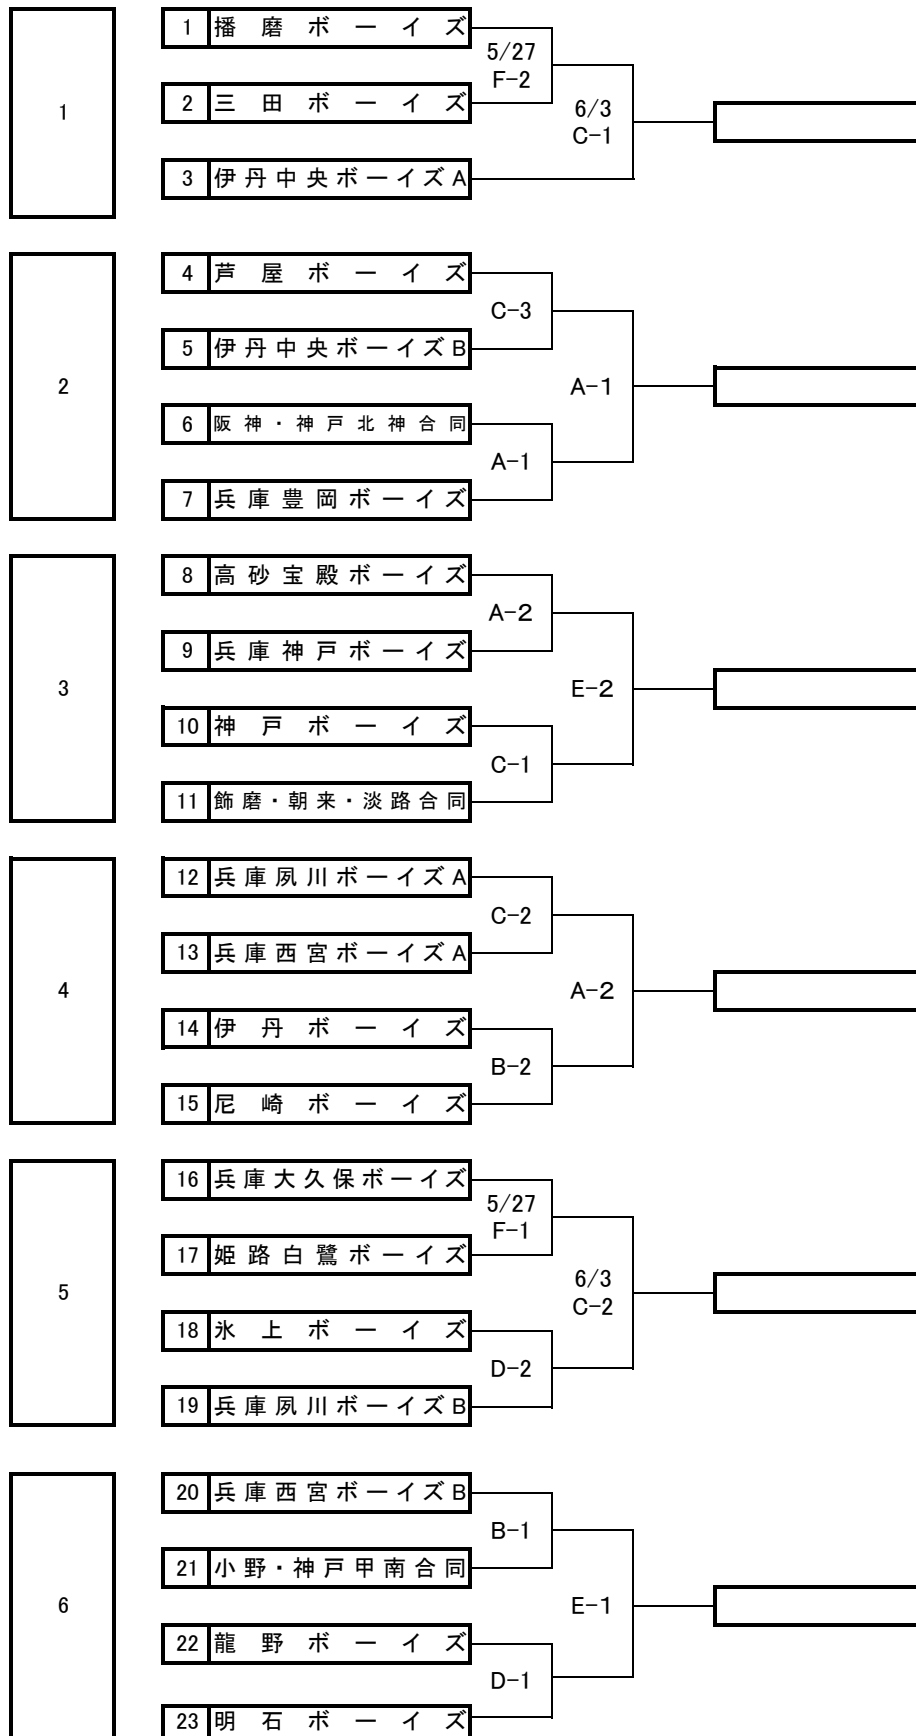 1
1 播磨ボーイズ
5/27
F-2
2 三田ボーイズ
6/3
C-1
3 伊丹中央ボーイズA
2
4 芦屋ボーイズ
C-3
5 伊丹中央ボーイズB
A-1
6 阪神・神戸北神合同
A-1
7 兵庫豊岡ボーイズ
3
8 高砂宝殿ボーイズ
A-2
9 兵庫神戸ボーイズ
E-2
10 神戸ボーイズ
C-1
11 飾磨・朝来・淡路合同
4
12 兵庫夙川ボーイズA
C-2
13 兵庫西宮ボーイズA
A-2
14 伊丹ボーイズ
B-2
15 尼崎ボーイズ
5
16 兵庫大久保ボーイズ
5/27
F-1
17 姫路白鷺ボーイズ
6/3
C-2
18 氷上ボーイズ
D-2
19 兵庫夙川ボーイズB
6
20 兵庫西宮ボーイズB
B-1
21 小野・神戸甲南合同
E-1
22 龍野ボーイズ
D-1
23 明石ボーイズ